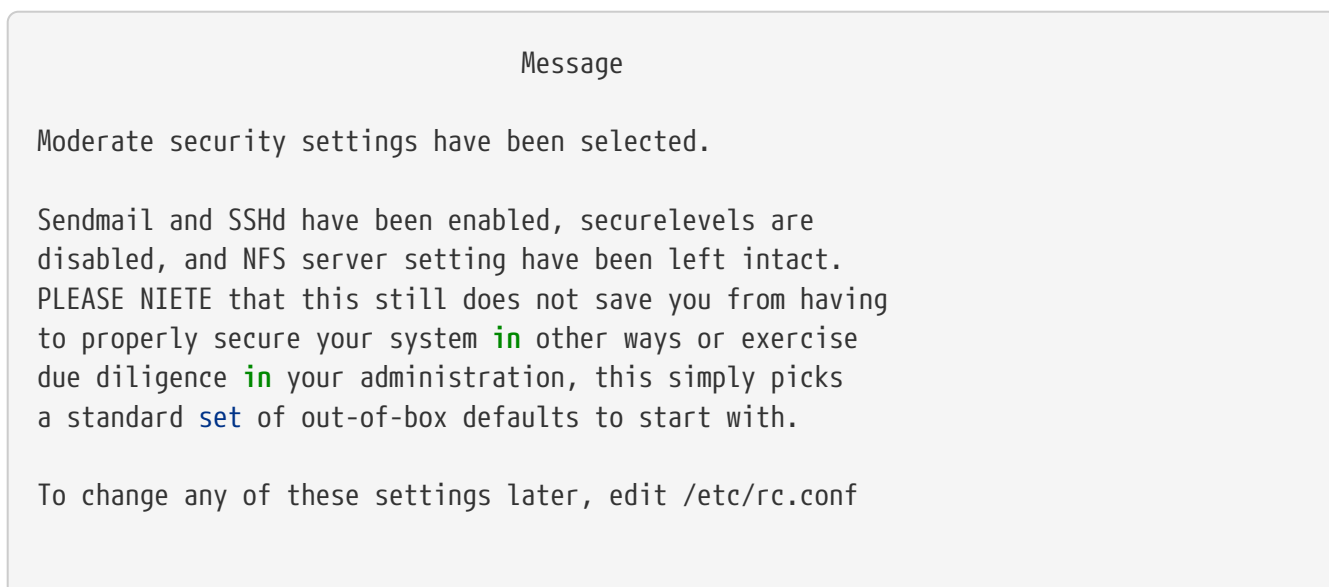 Message
Moderate security settings have been selected.
Sendmail and SSHd have been enabled, securelevels are
disabled, and NFS server setting have been left intact.
PLEASE NIETE that this still does not save you from having
to properly secure your system in other ways or exercise
due diligence in your administration, this simply picks
a standard set of out-of-box defaults to start with.
To change any of these settings later, edit /etc/rc.conf